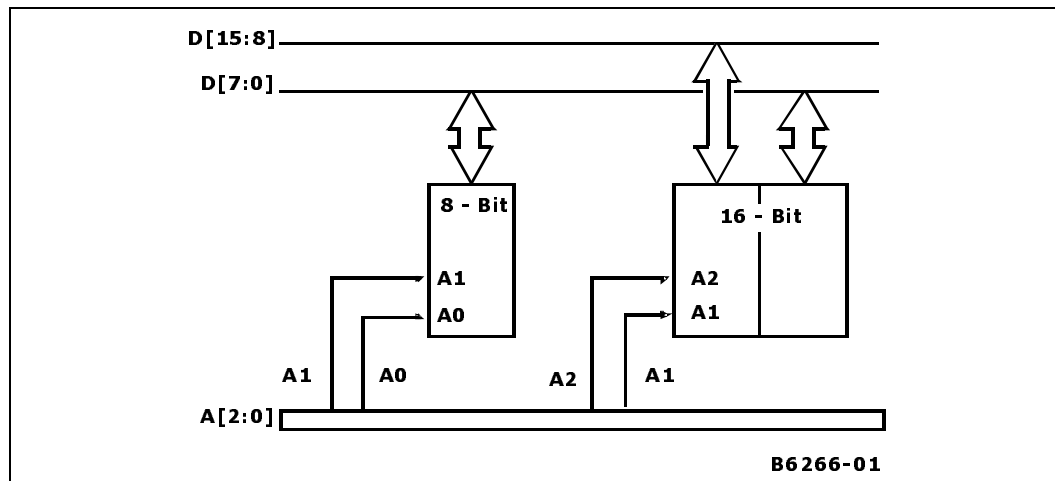 D[15:8]
D[7:0]
8 - Bit
16 - Bit
A1
A2
A0
A1
A1
A0
A2
A1
A[2:0]
B6266-01